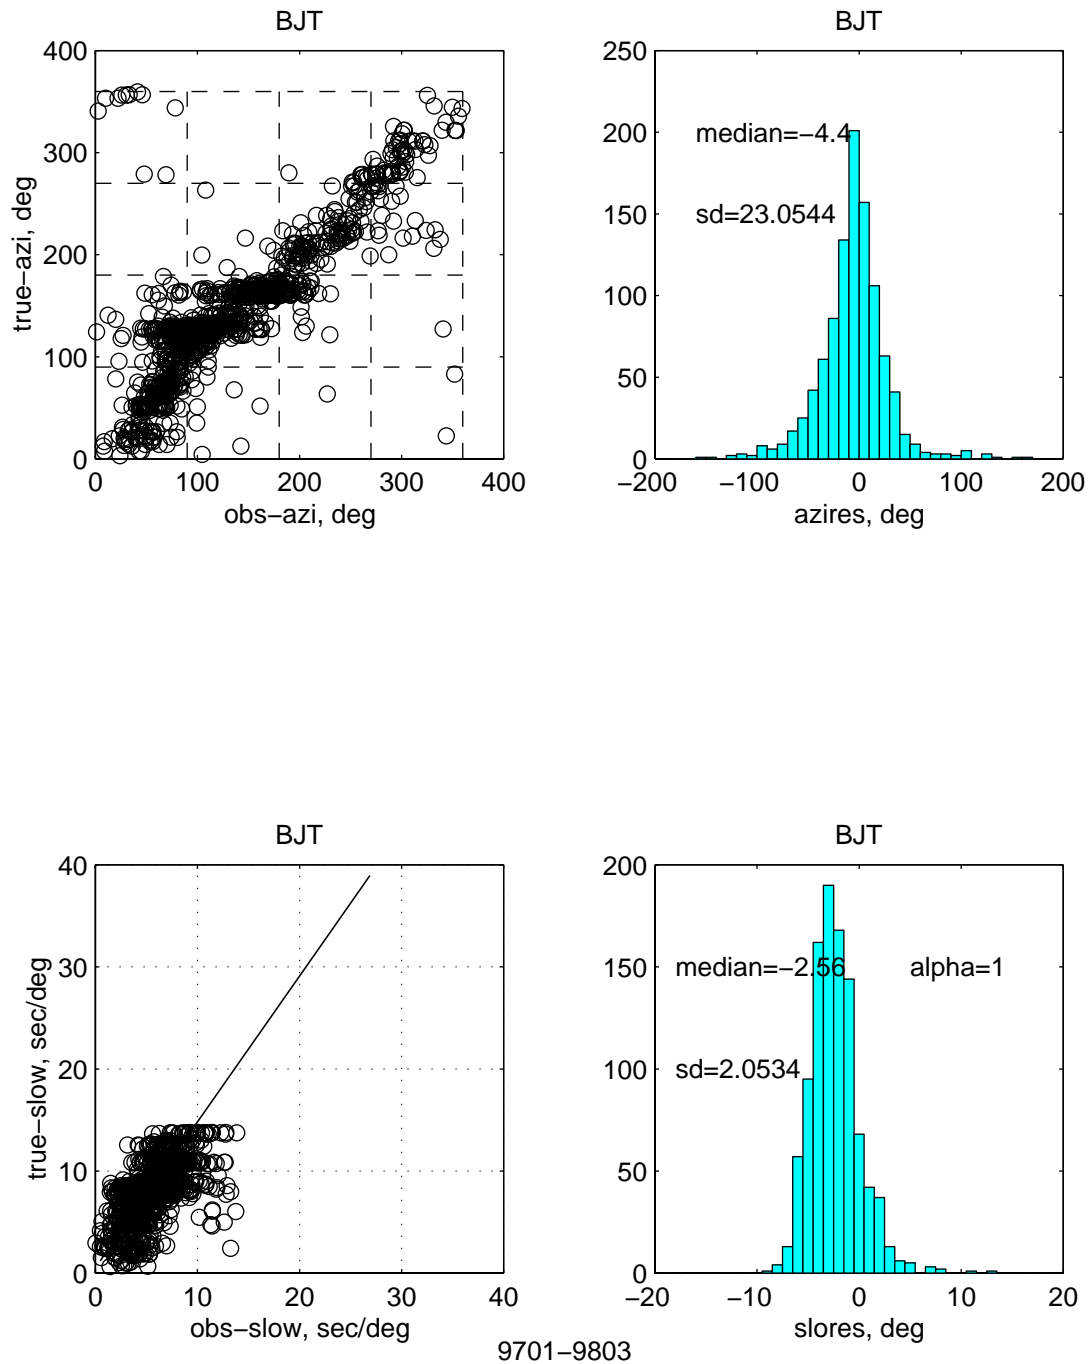 BJT
400
300
200
100
0
0 100 200 300 400
true−azi, deg
obs−azi, deg
BJT
250
200
150
100
50
0
−200 −100 0 100 200
median=−4.4
sd=23.0544
azires, deg
BJT
40
30
20
10
0
0 10 20 30 40
true−slow, sec/deg
obs−slow, sec/deg
BJT
200
150
100
50
0
−20 −10 0 10 20
median=−2.56 alpha=1
sd=2.0534
slores, deg
9701−9803